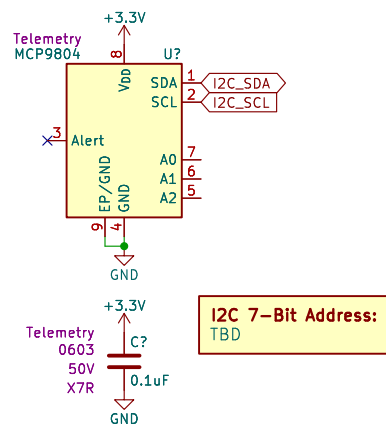 +3.3V
Telemetry
MCP9804
U?
8
VDD
SDA
1
I2C_SDA
SCL
2
I2C_SCL
3
Alert
A0
7
A1
6
A2
5
EP/GND
GND
9
4
GND
+3.3V
Telemetry
0603
50V
X7R
C?
0.1uF
GND
I2C 7-Bit Address:
TBD